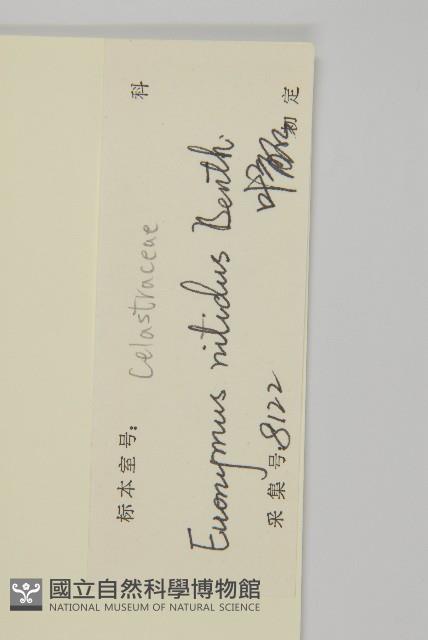 标本室号: Celastraceae 科
Euonymus nitidus Benth.
采集号 8122 叶 初定
國立自然科學博物館
NATIONAL MUSEUM OF NATURAL SCIENCE